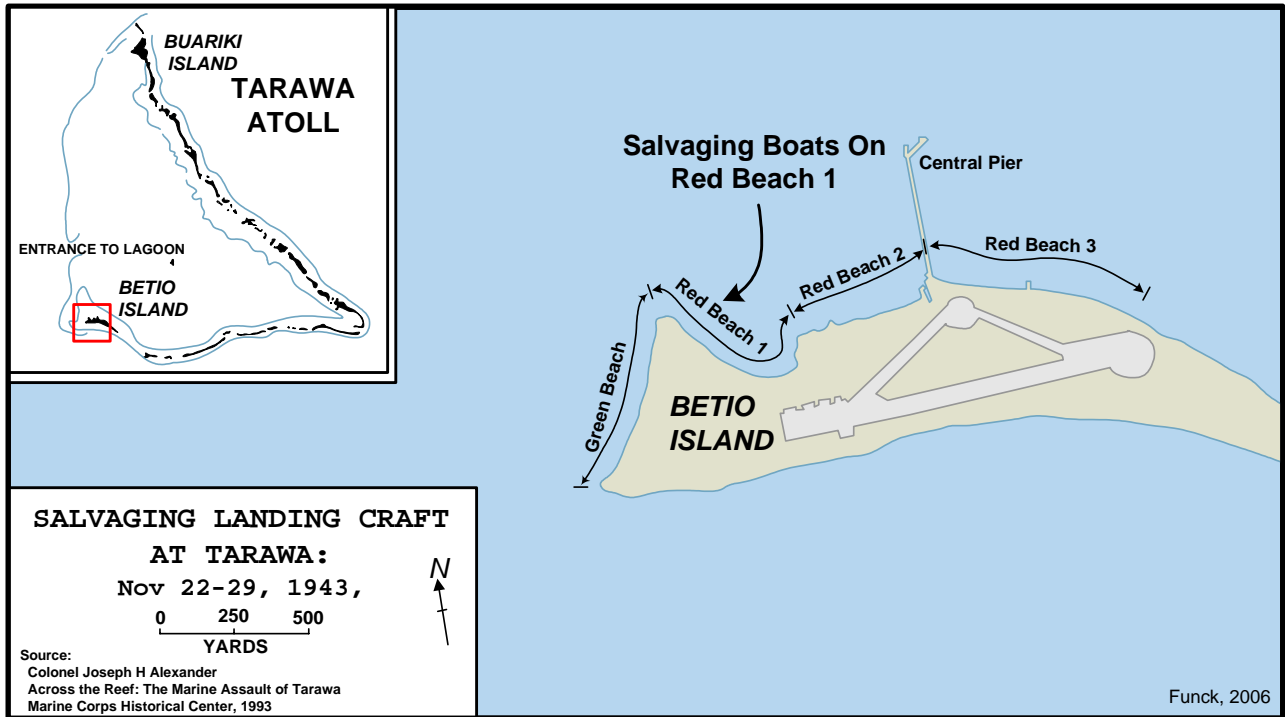 BUARIKI
ISLAND
TARAWA
ATOLL
ENTRANCE TO LAGOON
BETIO
ISLAND
Salvaging Boats On
Red Beach 1
Central Pier
Red Beach 3
Red Beach 2
Red Beach 1
Green Beach
BETIO
ISLAND
SALVAGING LANDING CRAFT
AT TARAWA:
Nov 22-29, 1943,
N
0 250 500
YARDS
Source:
Colonel Joseph H Alexander
Across the Reef: The Marine Assault of Tarawa
Marine Corps Historical Center, 1993
Funck, 2006